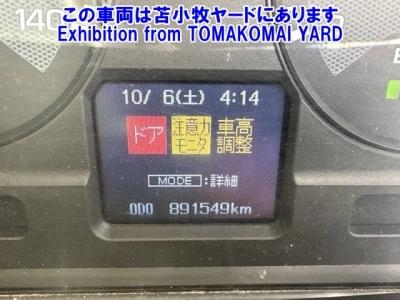 この車両は苫小牧ヤードにあります
Exhibition from TOMAKOMAI YARD
140
10/ 6(土) 4:14
ドア 注意力モニタ 車高調整
MODE :詳細
ODO 891549km